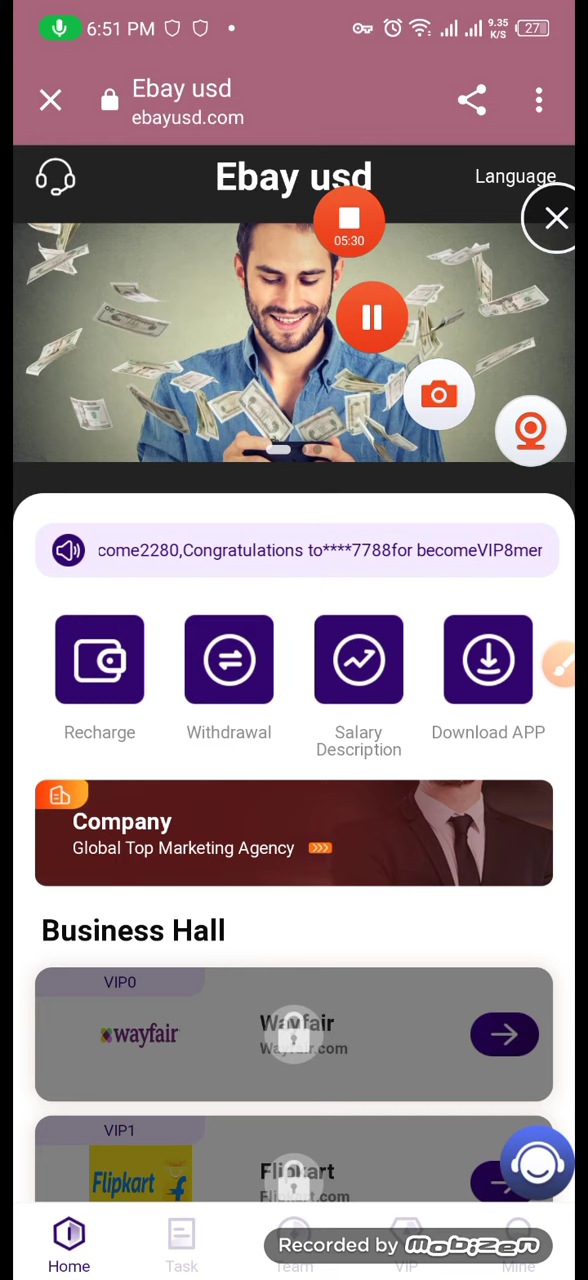 6:51 PM
9.35
K/S
27
Ebay usd
ebayusd.com
Ebay usd
Language
05:30
come2280,Congratulations to****7788for becomeVIP8mer
Recharge
Withdrawal
Salary
Description
Download APP
Company
Global Top Marketing Agency
Business Hall
VIP0
wayfair
Wayfair
Wayfair.com
VIP1
Flipkart
Flipkart
Flipkart.com
Home
Task
Team
VIP
Mine
Recorded by mobizen